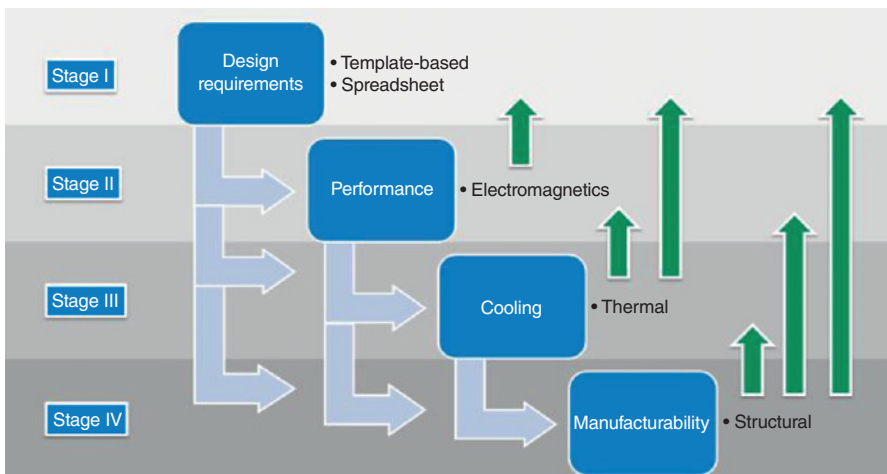 Stage I
Design
requirements
• Template-based
• Spreadsheet
Stage II
Performance
• Electromagnetics
Stage III
Cooling
• Thermal
Stage IV
Manufacturability
• Structural